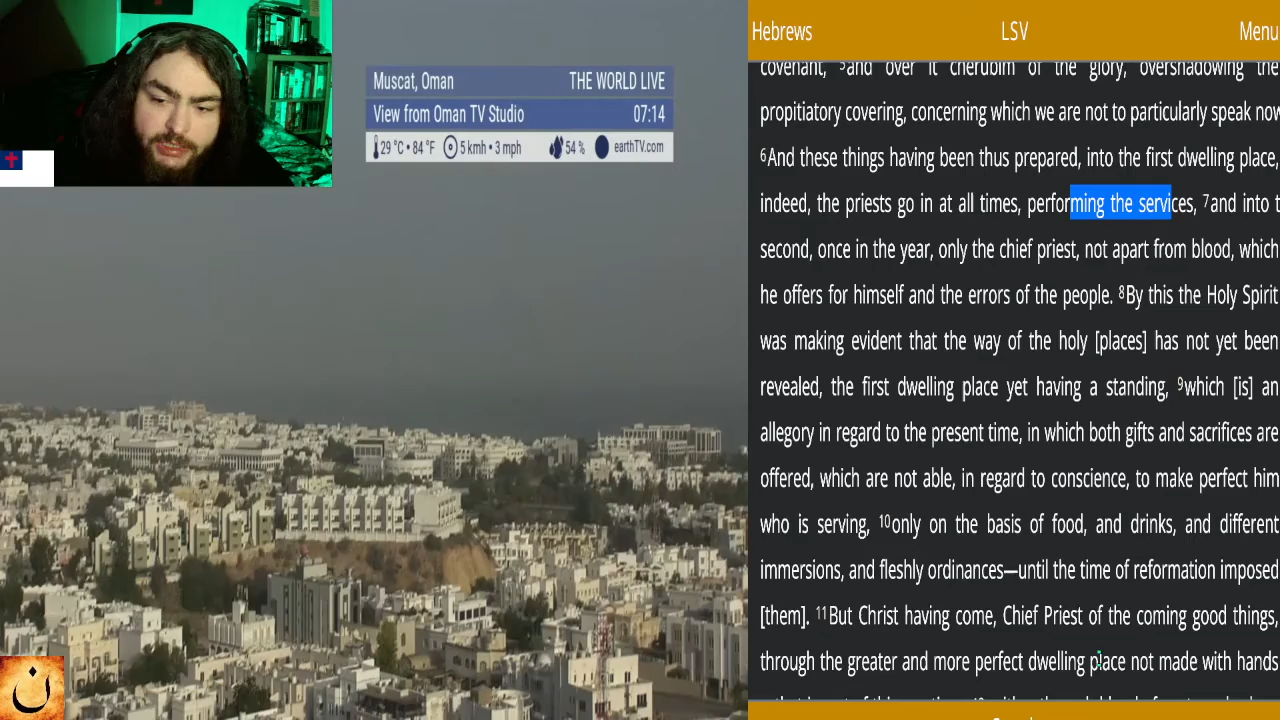 Muscat, Oman THE WORLD LIVE
View from Oman TV Studio 07:14
29 °C • 84 °F 5 kmh • 3 mph 54 % earthTV.com
ن
Hebrews LSV Menu
covenant, ⁵and over it cherubim of the glory, overshadowing the
propitiatory covering, concerning which we are not to particularly speak now
⁶And these things having been thus prepared, into the first dwelling place,
indeed, the priests go in at all times, performing the services, ⁷and into t
second, once in the year, only the chief priest, not apart from blood, which
he offers for himself and the errors of the people. ⁸By this the Holy Spirit
was making evident that the way of the holy [places] has not yet been
revealed, the first dwelling place yet having a standing, ⁹which [is] an
allegory in regard to the present time, in which both gifts and sacrifices are
offered, which are not able, in regard to conscience, to make perfect him
who is serving, ¹⁰only on the basis of food, and drinks, and different
immersions, and fleshly ordinances—until the time of reformation imposed
[them]. ¹¹But Christ having come, Chief Priest of the coming good things,
through the greater and more perfect dwelling place not made with hands